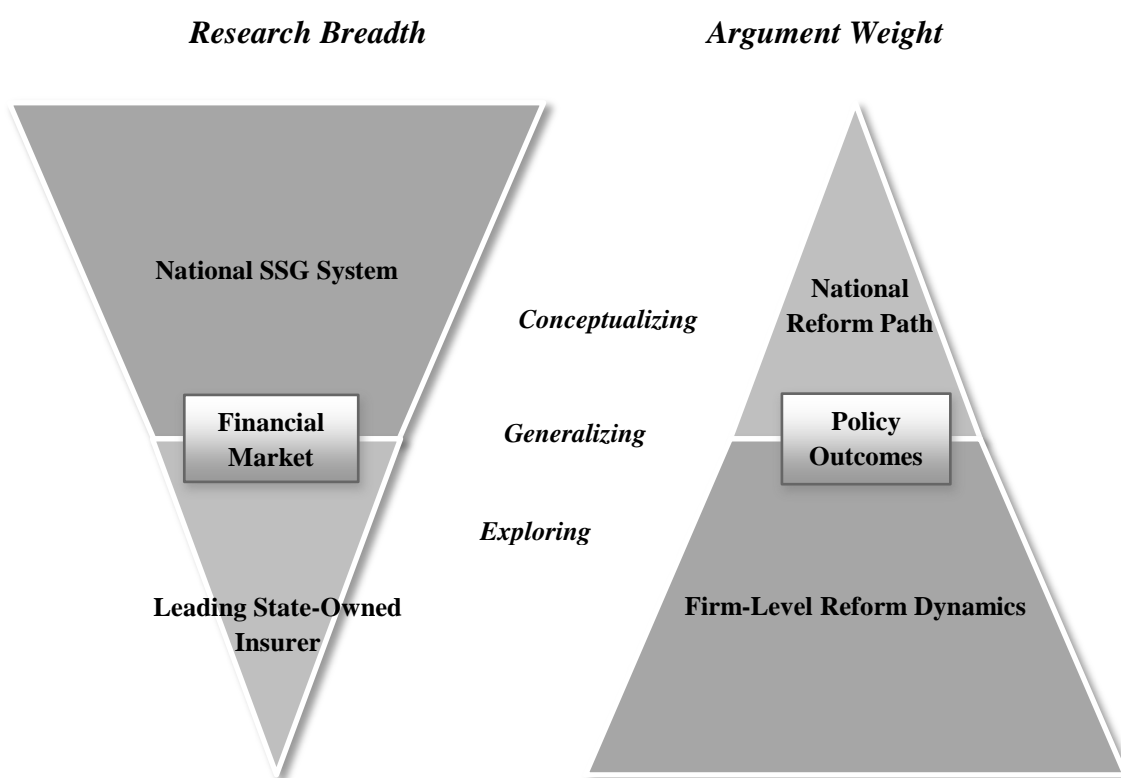 Research Breadth
Argument Weight
National SSG System
National
Reform Path
Conceptualizing
Financial
Market
Generalizing
Policy
Outcomes
Exploring
Leading State-Owned
Insurer
Firm-Level Reform Dynamics